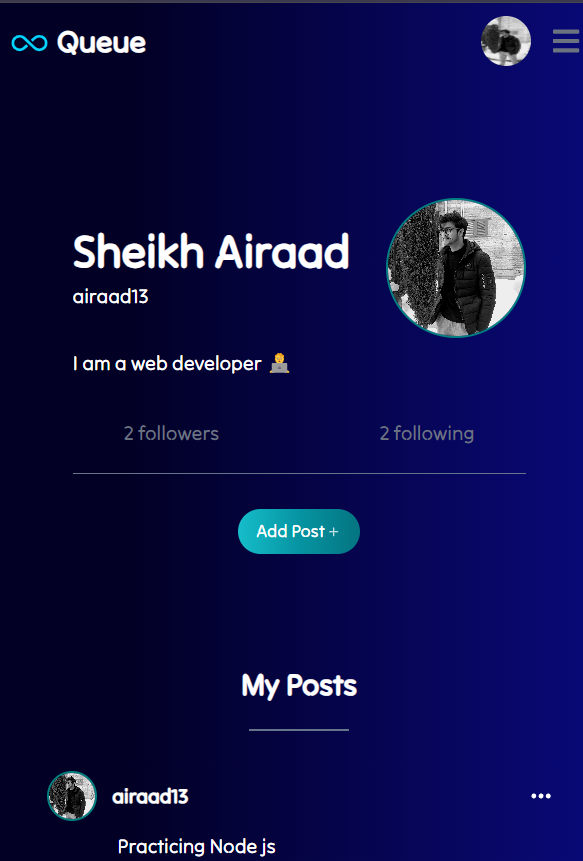 Queue
Sheikh Airaad
airaad13
I am a web developer 👨‍💻
2 followers 2 following
Add Post +
My Posts
airaad13
Practicing Node js